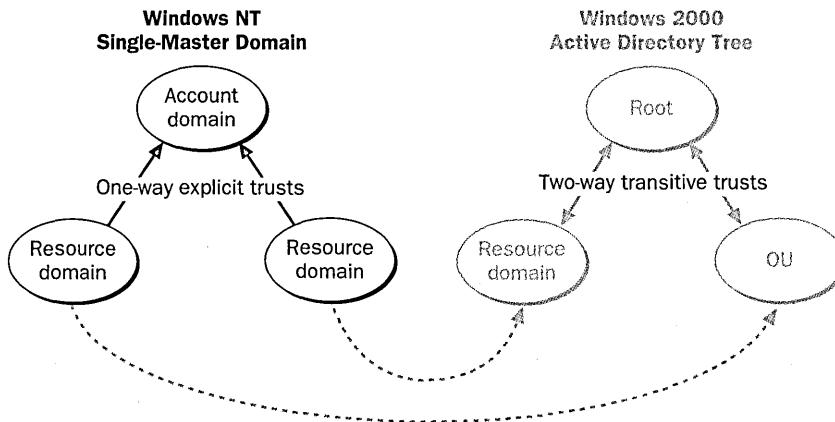 Windows NT
Single-Master Domain
Account
domain
One-way explicit trusts
Resource
domain
Resource
domain
Windows 2000
Active Directory Tree
Root
Two-way transitive trusts
Resource
domain
OU